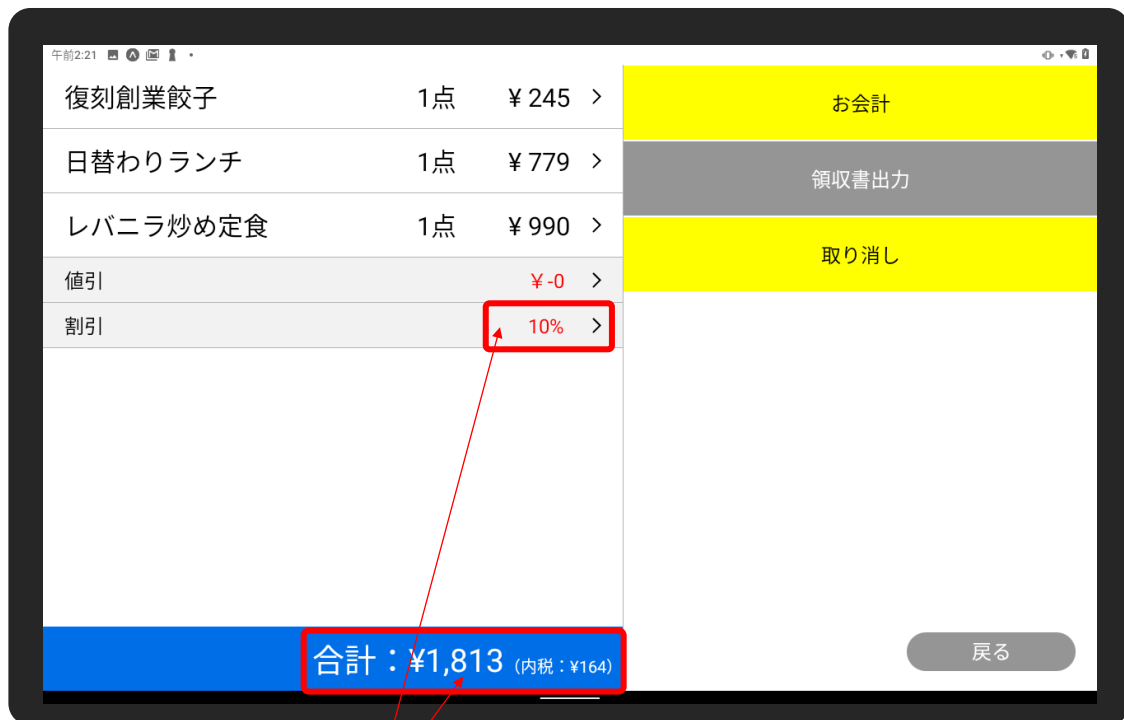 午前2:21
復刻創業餃子 1点 ¥ 245 >
日替わりランチ 1点 ¥ 779 >
レバニラ炒め定食 1点 ¥ 990 >
値引 ¥ -0 >
割引 10% >
合計：¥1,813 (内税：¥164)
お会計
領収書出力
取り消し
戻る